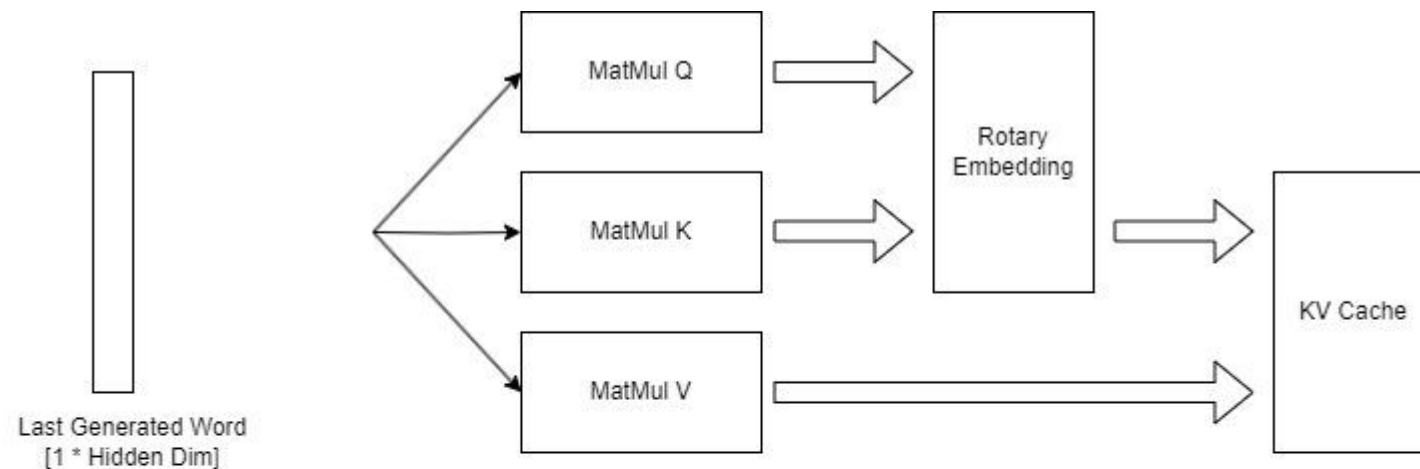 MatMul Q
Rotary
Embedding
MatMul K
KV Cache
MatMul V
Last Generated Word
[1 * Hidden Dim]